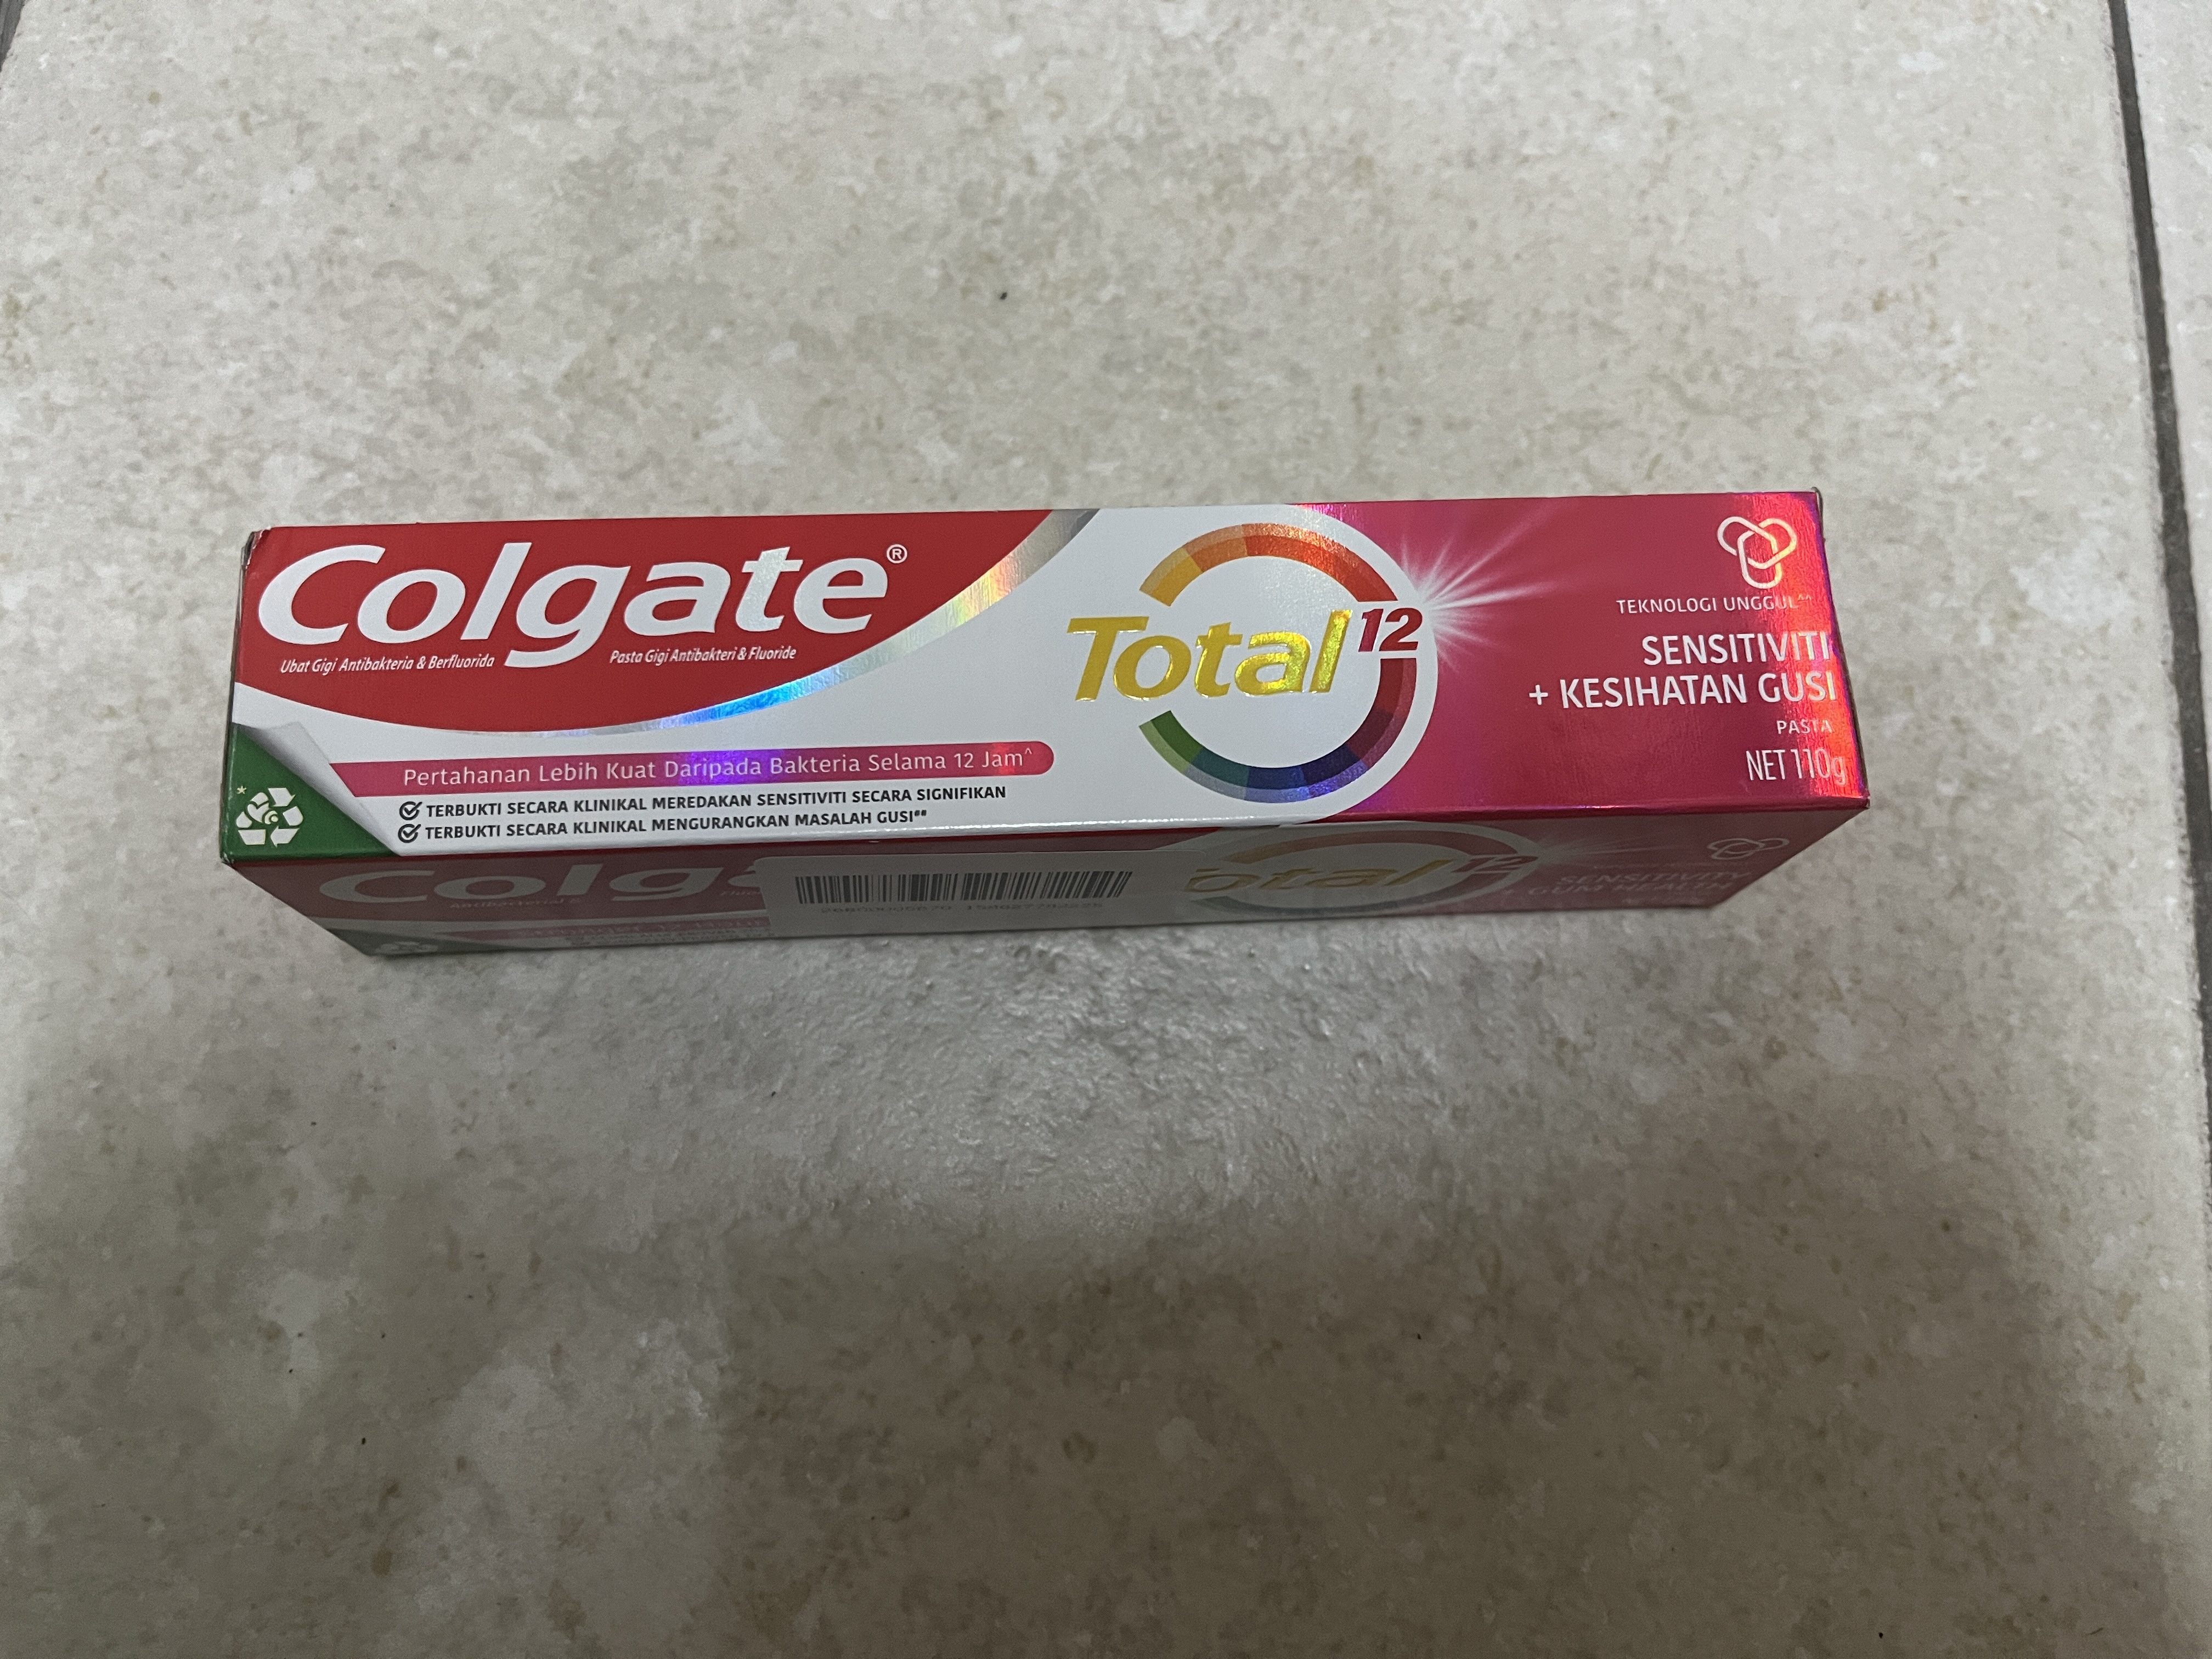 Colgate®
Ubat Gigi Antibakteria & Berfluorida
Pasta Gigi Antibakteri & Fluoride
Total 12
TEKNOLOGI UNGGUL^^
SENSITIVITI
+ KESIHATAN GUSI
PASTA
NET 110g
Pertahanan Lebih Kuat Daripada Bakteria Selama 12 Jam^
TERBUKTI SECARA KLINIKAL MEREDAKAN SENSITIVITI SECARA SIGNIFIKAN
TERBUKTI SECARA KLINIKAL MENGURANGKAN MASALAH GUSI##
Colga
otal 12
SENSITIVITY
+ GUM HEALTH